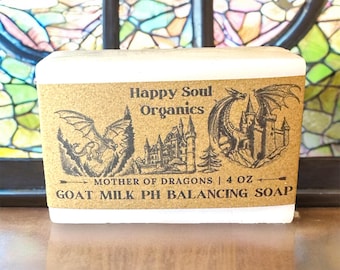 Happy Soul
Organics
MOTHER OF DRAGONS | 4 OZ
GOAT MILK PH BALANCING SOAP